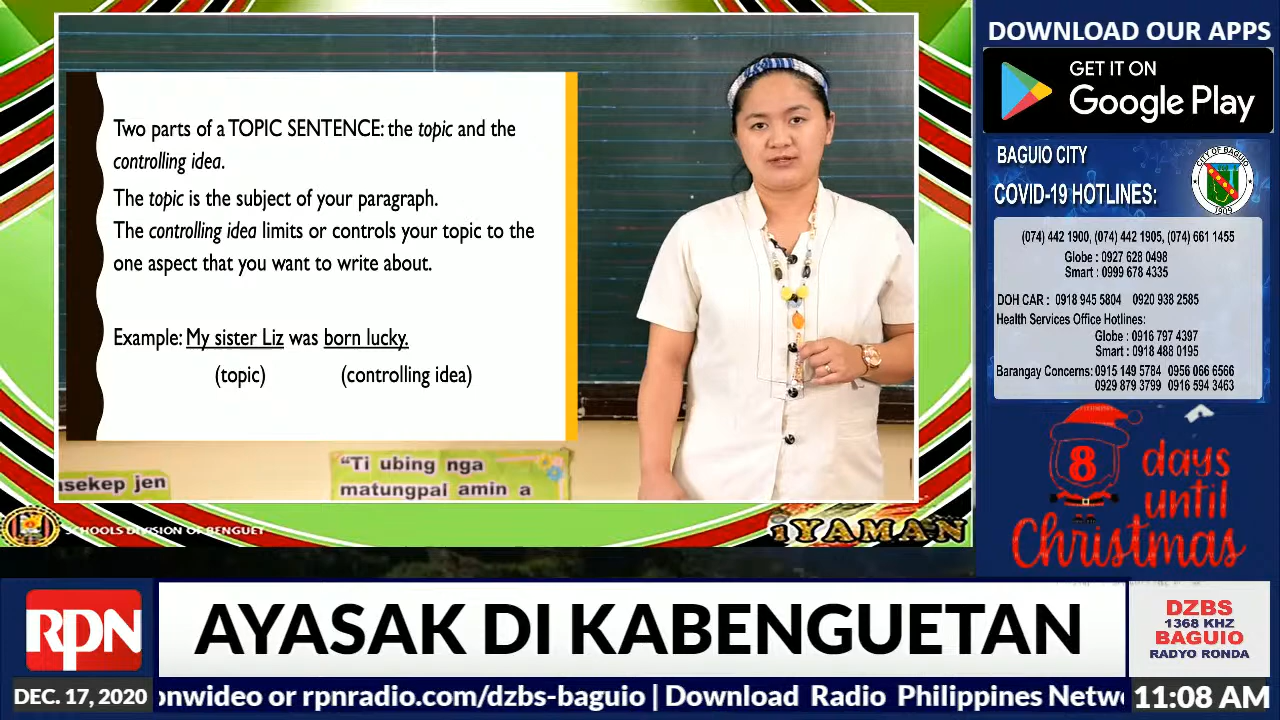 Two parts of a TOPIC SENTENCE: the topic and the
controlling idea.
The topic is the subject of your paragraph.
The controlling idea limits or controls your topic to the
one aspect that you want to write about.
Example: My sister Liz was born lucky.
(topic) (controlling idea)
asekep jen
“Ti ubing nga
matungpal amin a
SCHOOLS DIVISION OF BENGUET
iYAMAN
DOWNLOAD OUR APPS
GET IT ON
Google Play
BAGUIO CITY
COVID-19 HOTLINES:
CITY OF BAGUIO
1909
(074) 442 1900, (074) 442 1905, (074) 661 1455
Globe : 0927 628 0498
Smart : 0999 678 4335
DOH CAR : 0918 945 5804 0920 938 2585
Health Services Office Hotlines:
Globe : 0916 797 4397
Smart : 0918 488 0195
Barangay Concerns: 0915 149 5784 0956 066 6566
0929 879 3799 0916 594 3463
8 days
until
Christmas
RPN
AYASAK DI KABENGUETAN
DZBS
1368 KHZ
BAGUIO
RADYO RONDA
DEC. 17, 2020
onwideo or rpnradio.com/dzbs-baguio | Download Radio Philippines Netw
11:08 AM